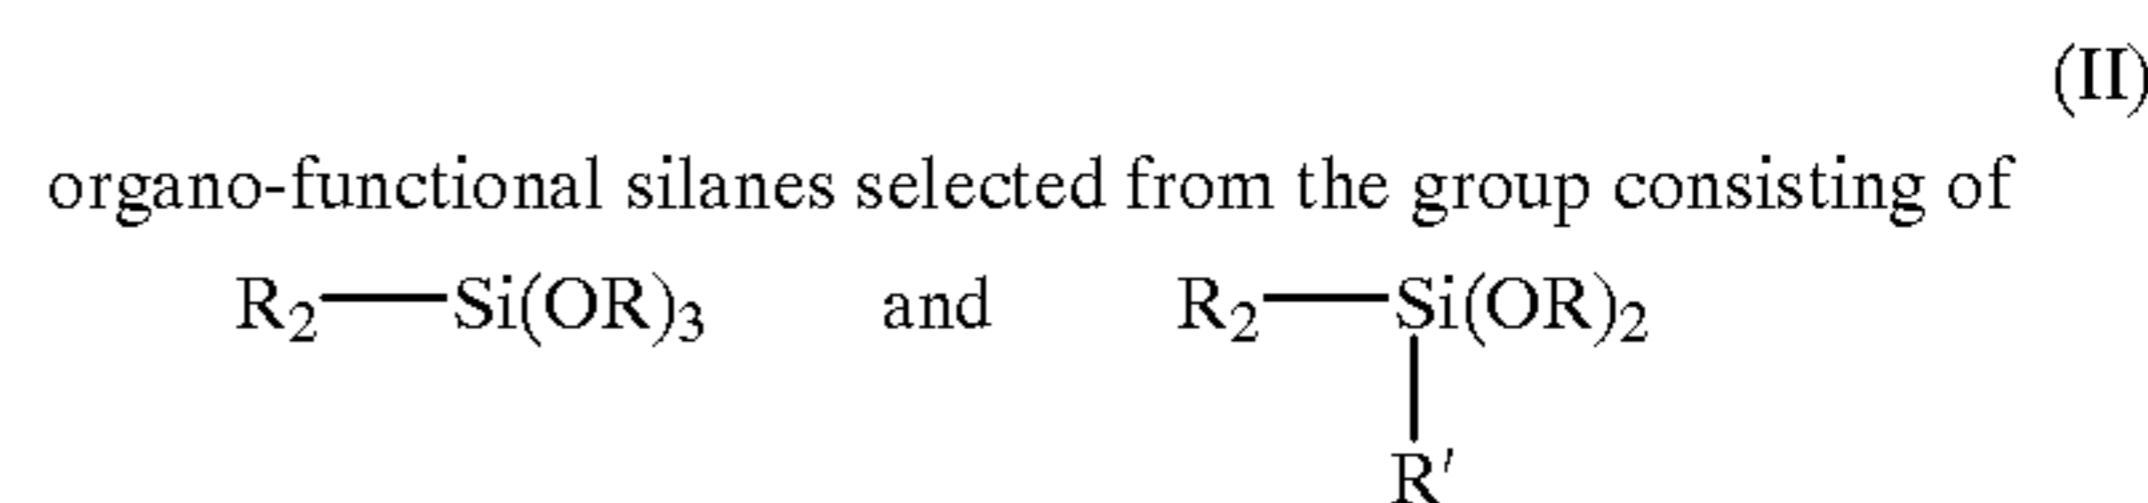 (II)
organo-functional silanes selected from the group consisting of
R₂—Si(OR)₃ and R₂—Si(OR)₂
R′